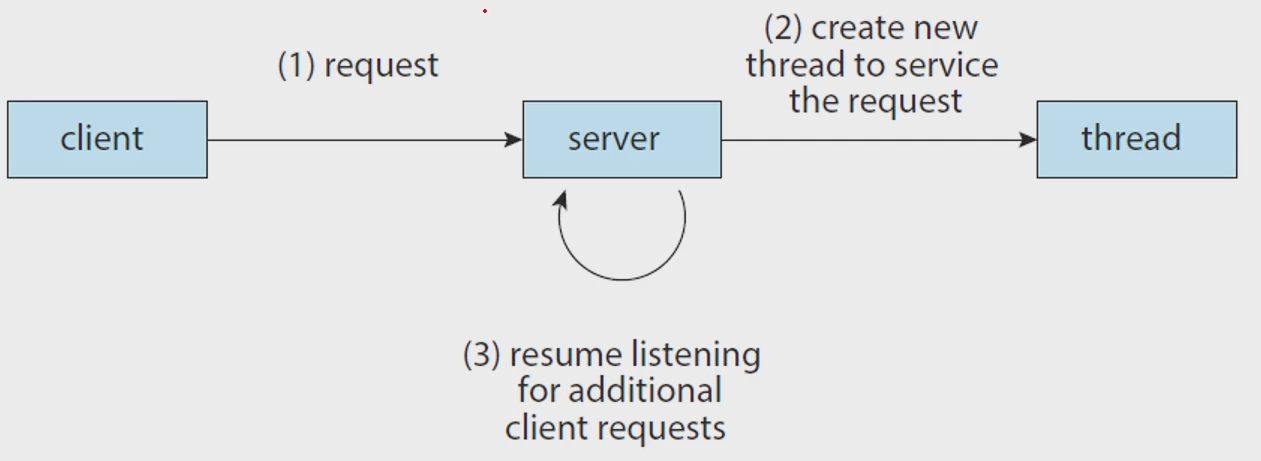 (1) request
(2) create new
thread to service
the request
client
server
thread
(3) resume listening
for additional
client requests